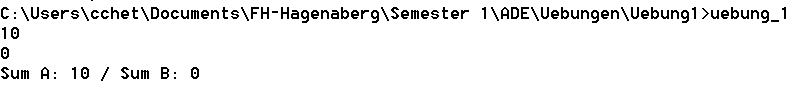 C:\Users\cchet\Documents\FH-Hagenaberg\Semester 1\ADE\Uebungen\Uebung1>uebung_1
10
0
Sum A: 10 / Sum B: 0